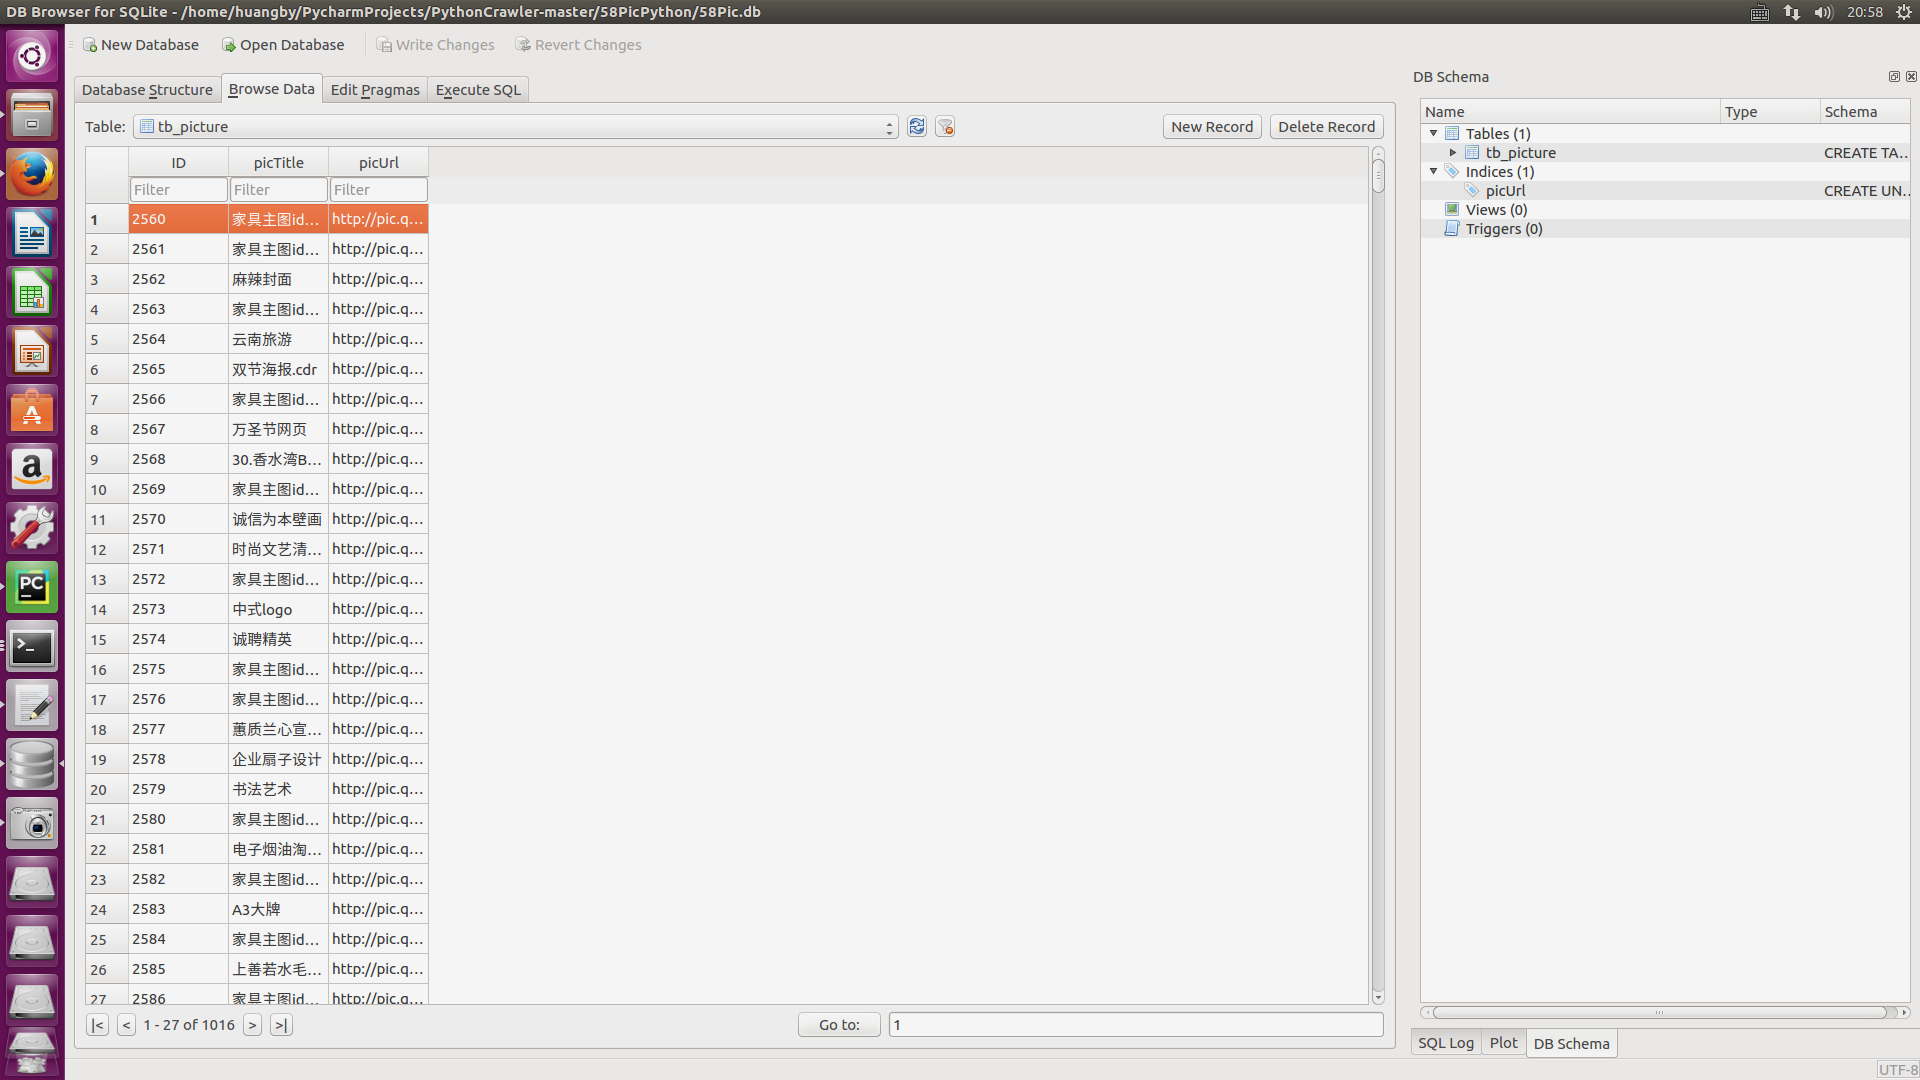 DB Browser for SQLite - /home/huangby/PycharmProjects/PythonCrawler-master/58PicPython/58Pic.db
20:58
New Database
Open Database
Write Changes
Revert Changes
Database Structure
Browse Data
Edit Pragmas
Execute SQL
Table:
tb_picture
New Record
Delete Record
ID picTitle picUrl
Filter Filter Filter
1 2560 家具主图id... http://pic.q...
2 2561 家具主图id... http://pic.q...
3 2562 麻辣封面 http://pic.q...
4 2563 家具主图id... http://pic.q...
5 2564 云南旅游 http://pic.q...
6 2565 双节海报.cdr http://pic.q...
7 2566 家具主图id... http://pic.q...
8 2567 万圣节网页 http://pic.q...
9 2568 30.香水湾B... http://pic.q...
10 2569 家具主图id... http://pic.q...
11 2570 诚信为本壁画 http://pic.q...
12 2571 时尚文艺清... http://pic.q...
13 2572 家具主图id... http://pic.q...
14 2573 中式logo http://pic.q...
15 2574 诚聘精英 http://pic.q...
16 2575 家具主图id... http://pic.q...
17 2576 家具主图id... http://pic.q...
18 2577 蕙质兰心宣... http://pic.q...
19 2578 企业扇子设计 http://pic.q...
20 2579 书法艺术 http://pic.q...
21 2580 家具主图id... http://pic.q...
22 2581 电子烟油淘... http://pic.q...
23 2582 家具主图id... http://pic.q...
24 2583 A3大牌 http://pic.q...
25 2584 家具主图id... http://pic.q...
26 2585 上善若水毛... http://pic.q...
27 2586 家具主图id... http://pic.q...
|< < 1 - 27 of 1016 > >|
Go to: 1
DB Schema
Name Type Schema
Tables (1)
tb_picture CREATE TA...
Indices (1)
picUrl CREATE UN...
Views (0)
Triggers (0)
SQL Log
Plot
DB Schema
UTF-8
PC
>_
a
A